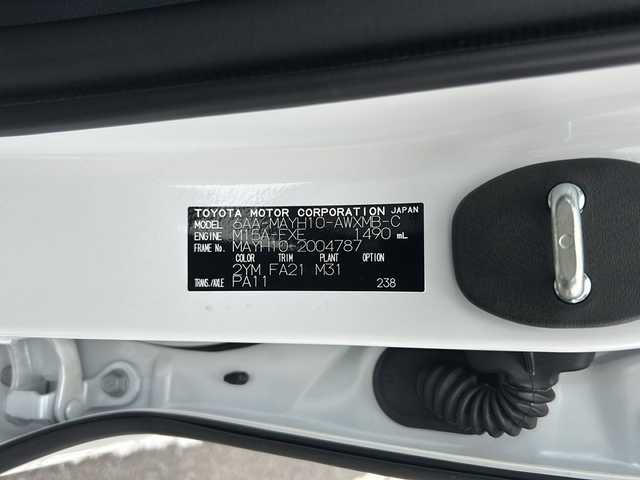 TOYOTA MOTOR CORPORATION JAPAN
MODEL 6AA-MAYH10-AWXMB-C
ENGINE M15A-FXE 1490 mL
FRAME No. MAYH10-2004787
COLOR TRIM PLANT OPTION
2YM FA21 M31
TRANS./AXLE PA11 238